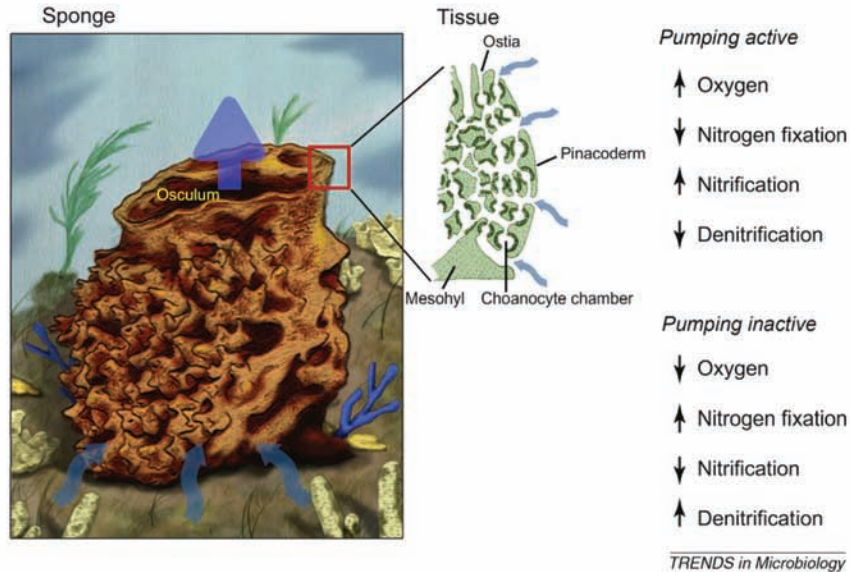 Sponge
Osculum
Tissue
Ostia
Pinacoderm
Mesohyl
Choanocyte chamber
Pumping active
↑ Oxygen
↓ Nitrogen fixation
↑ Nitrification
↓ Denitrification
Pumping inactive
↓ Oxygen
↑ Nitrogen fixation
↓ Nitrification
↑ Denitrification
TRENDS in Microbiology